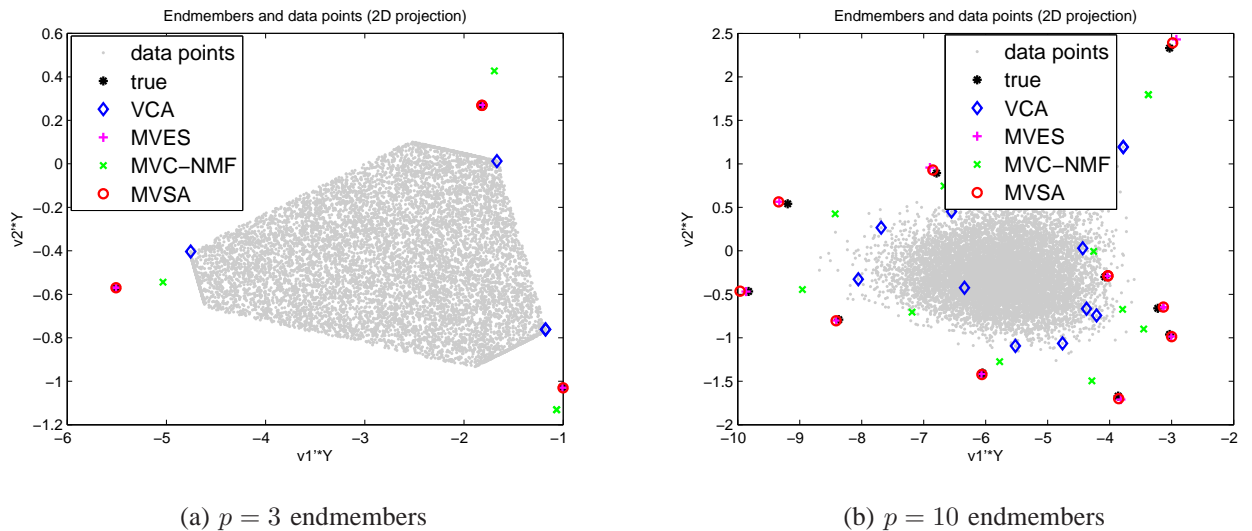 Endmembers and data points (2D projection)
0.6
0.4
0.2
0
−0.2
−0.4
−0.6
−0.8
−1
−1.2
v2'*Y
data points
true
VCA
MVES
MVC−NMF
MVSA
−6
−5
−4
−3
−2
−1
v1'*Y
(a) p = 3 endmembers
Endmembers and data points (2D projection)
2.5
2
1.5
1
0.5
0
−0.5
−1
−1.5
−2
v2'*Y
data points
true
VCA
MVES
MVC−NMF
MVSA
−10
−9
−8
−7
−6
−5
−4
−3
−2
v1'*Y
(b) p = 10 endmembers